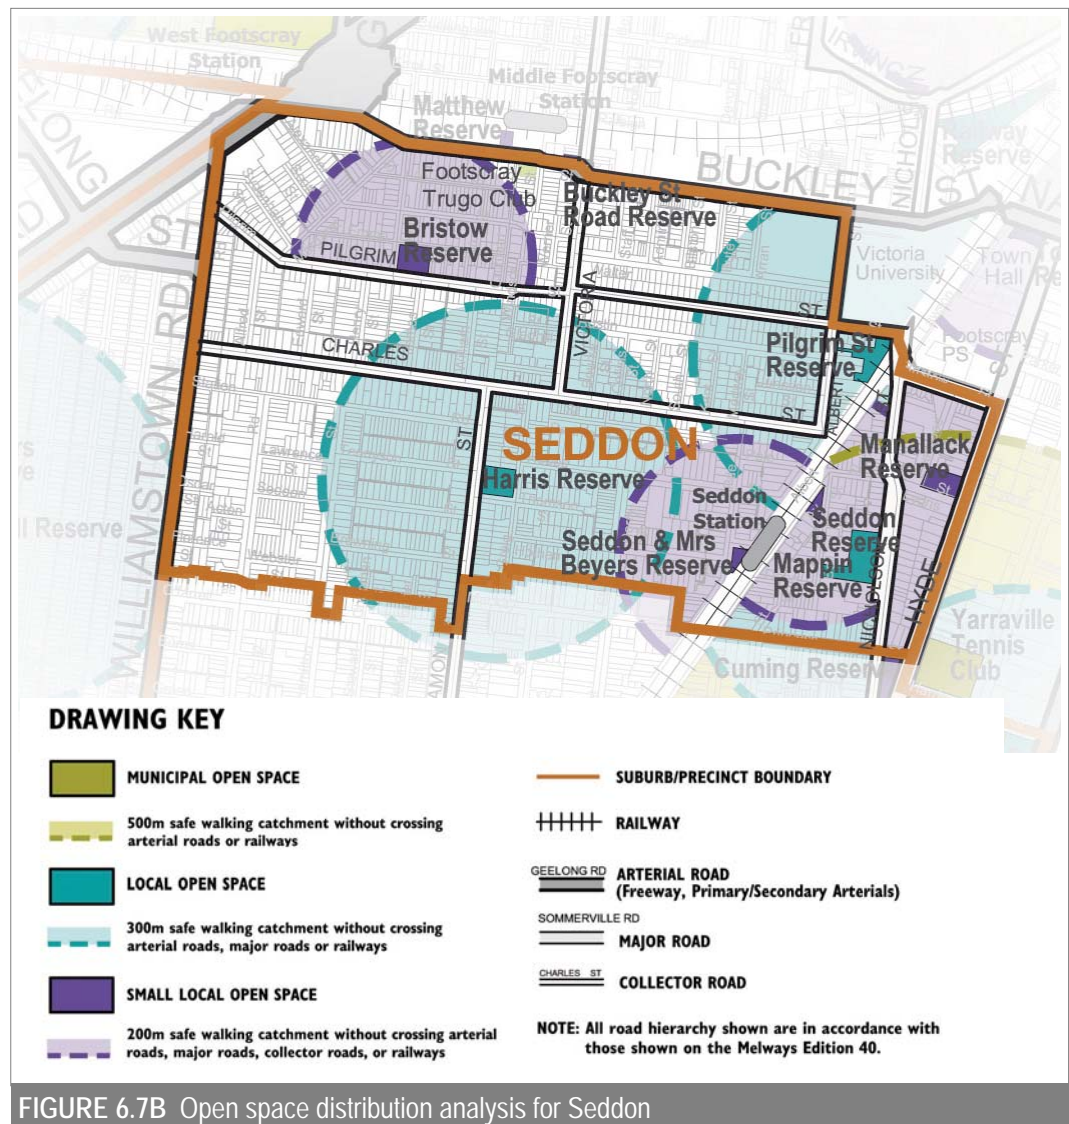 West Footscray
Station
Middle Footscray
Station
Matthew
Reserve
Railway
Reserve
GEELONG
ST
BUCKLEY
Footscray
Trugo Club
Buckley St
Road Reserve
Bristow
Reserve
PILGRIM
Victoria
University
Town
Hall
Footscray
PS
WILLIAMSTOWN RD
VICTORIA
ST
Pilgrim St
Reserve
CHARLES
ST
ALBERT
ST
SEDDON
Harris Reserve
Manallack
Reserve
Seddon
Station
Seddon
Reserve
Seddon & Mrs
Beyers Reserve
Mappin
Reserve
NICHOLSON
HYDE
Yarraville
Tennis
Club
Cuming Reserve
DRAWING KEY
MUNICIPAL OPEN SPACE
500m safe walking catchment without crossing
arterial roads or railways
LOCAL OPEN SPACE
300m safe walking catchment without crossing
arterial roads, major roads or railways
SMALL LOCAL OPEN SPACE
200m safe walking catchment without crossing arterial
roads, major roads, collector roads, or railways
SUBURB/PRECINCT BOUNDARY
RAILWAY
GEELONG RD
ARTERIAL ROAD
(Freeway, Primary/Secondary Arterials)
SOMMERVILLE RD
MAJOR ROAD
CHARLES ST
COLLECTOR ROAD
NOTE: All road hierarchy shown are in accordance with
those shown on the Melways Edition 40.
FIGURE 6.7B Open space distribution analysis for Seddon